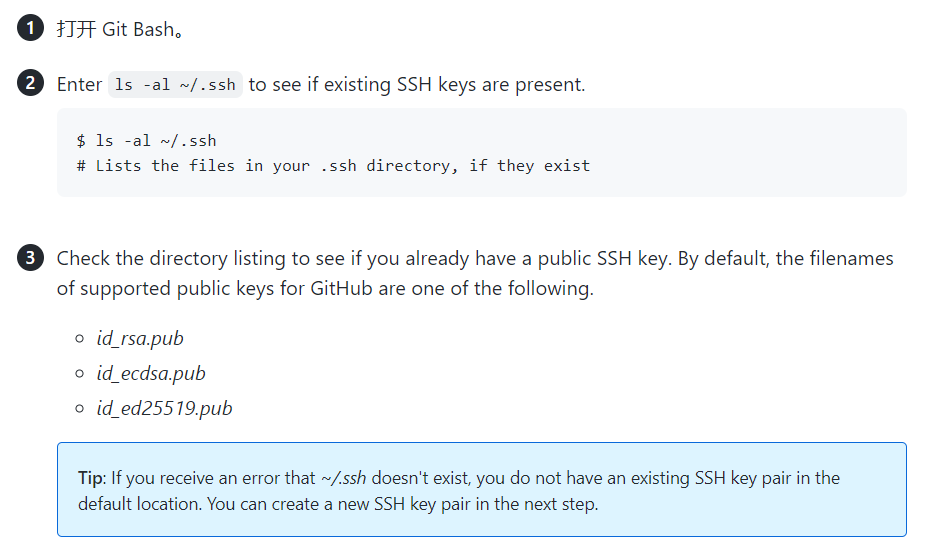 1 打开 Git Bash。
2 Enter ls -al ~/.ssh to see if existing SSH keys are present.
$ ls -al ~/.ssh
# Lists the files in your .ssh directory, if they exist
3 Check the directory listing to see if you already have a public SSH key. By default, the filenames
of supported public keys for GitHub are one of the following.
id_rsa.pub
id_ecdsa.pub
id_ed25519.pub
Tip: If you receive an error that ~/.ssh doesn't exist, you do not have an existing SSH key pair in the
default location. You can create a new SSH key pair in the next step.